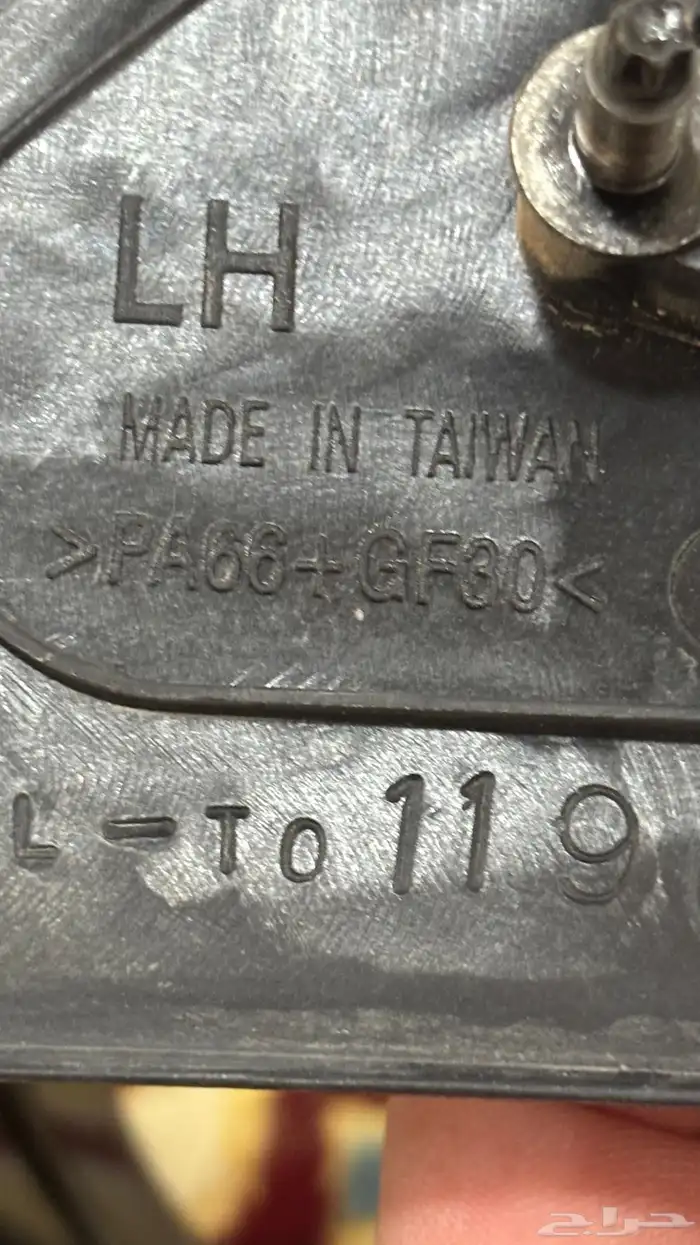 LH
MADE IN TAIWAN
>PA66+GF30<
L-TO119
حراج